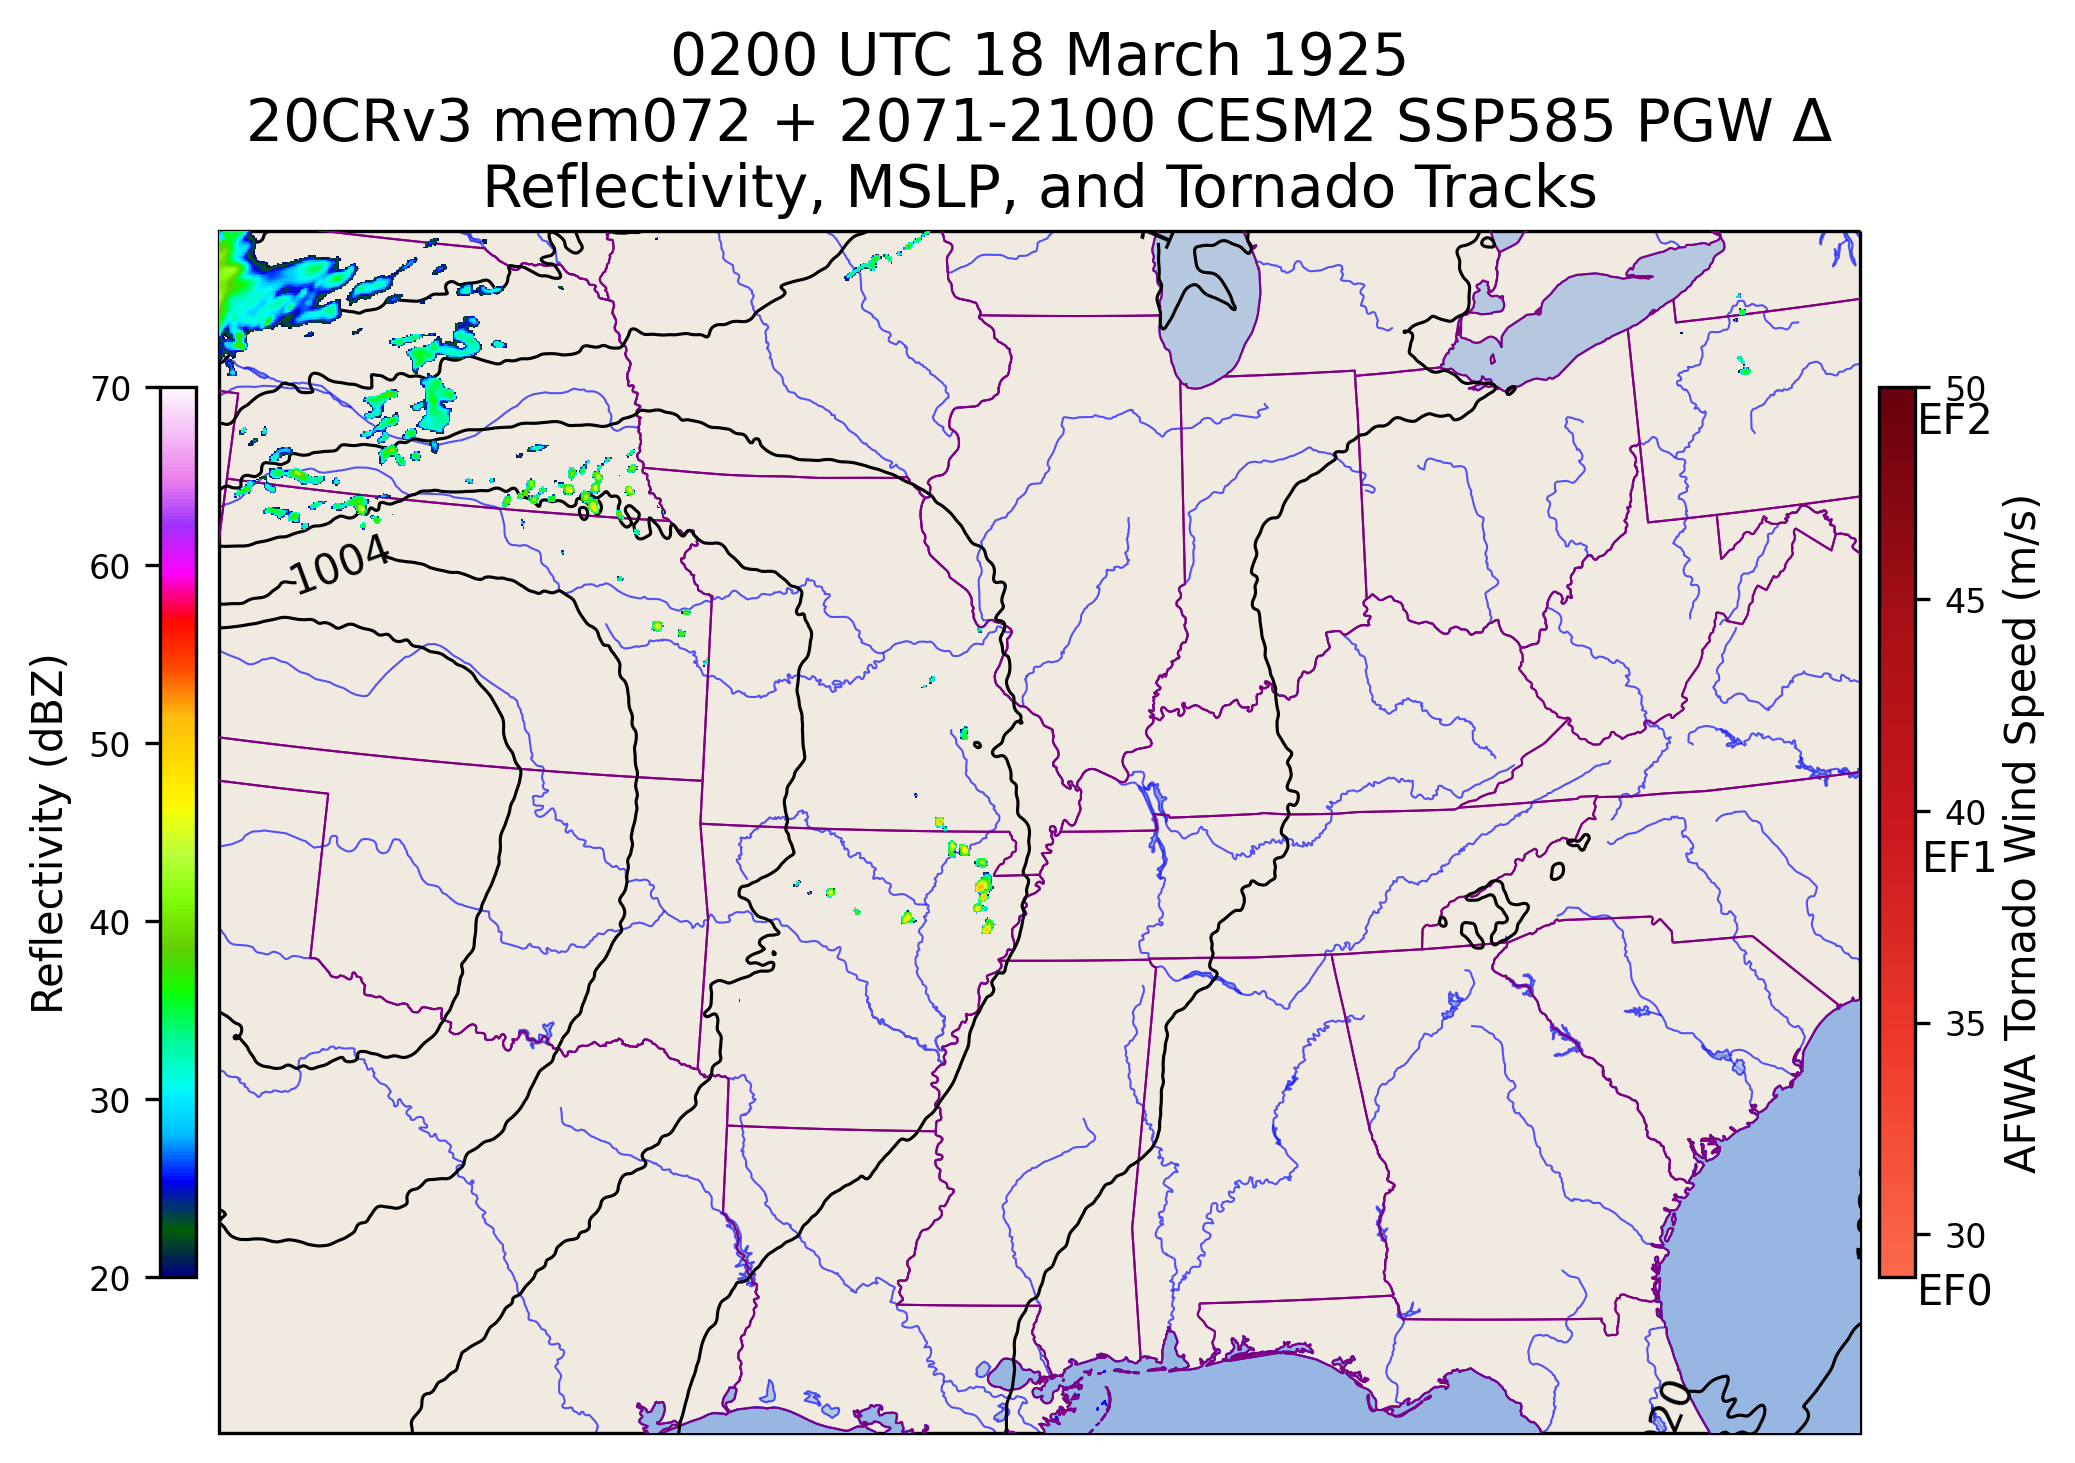 0200 UTC 18 March 1925
20CRv3 mem072 + 2071-2100 CESM2 SSP585 PGW Δ
Reflectivity, MSLP, and Tornado Tracks
70
60
50
40
30
20
Reflectivity (dBZ)
1004
20
50
EF2
45
40
EF1
35
30
EF0
AFWA Tornado Wind Speed (m/s)